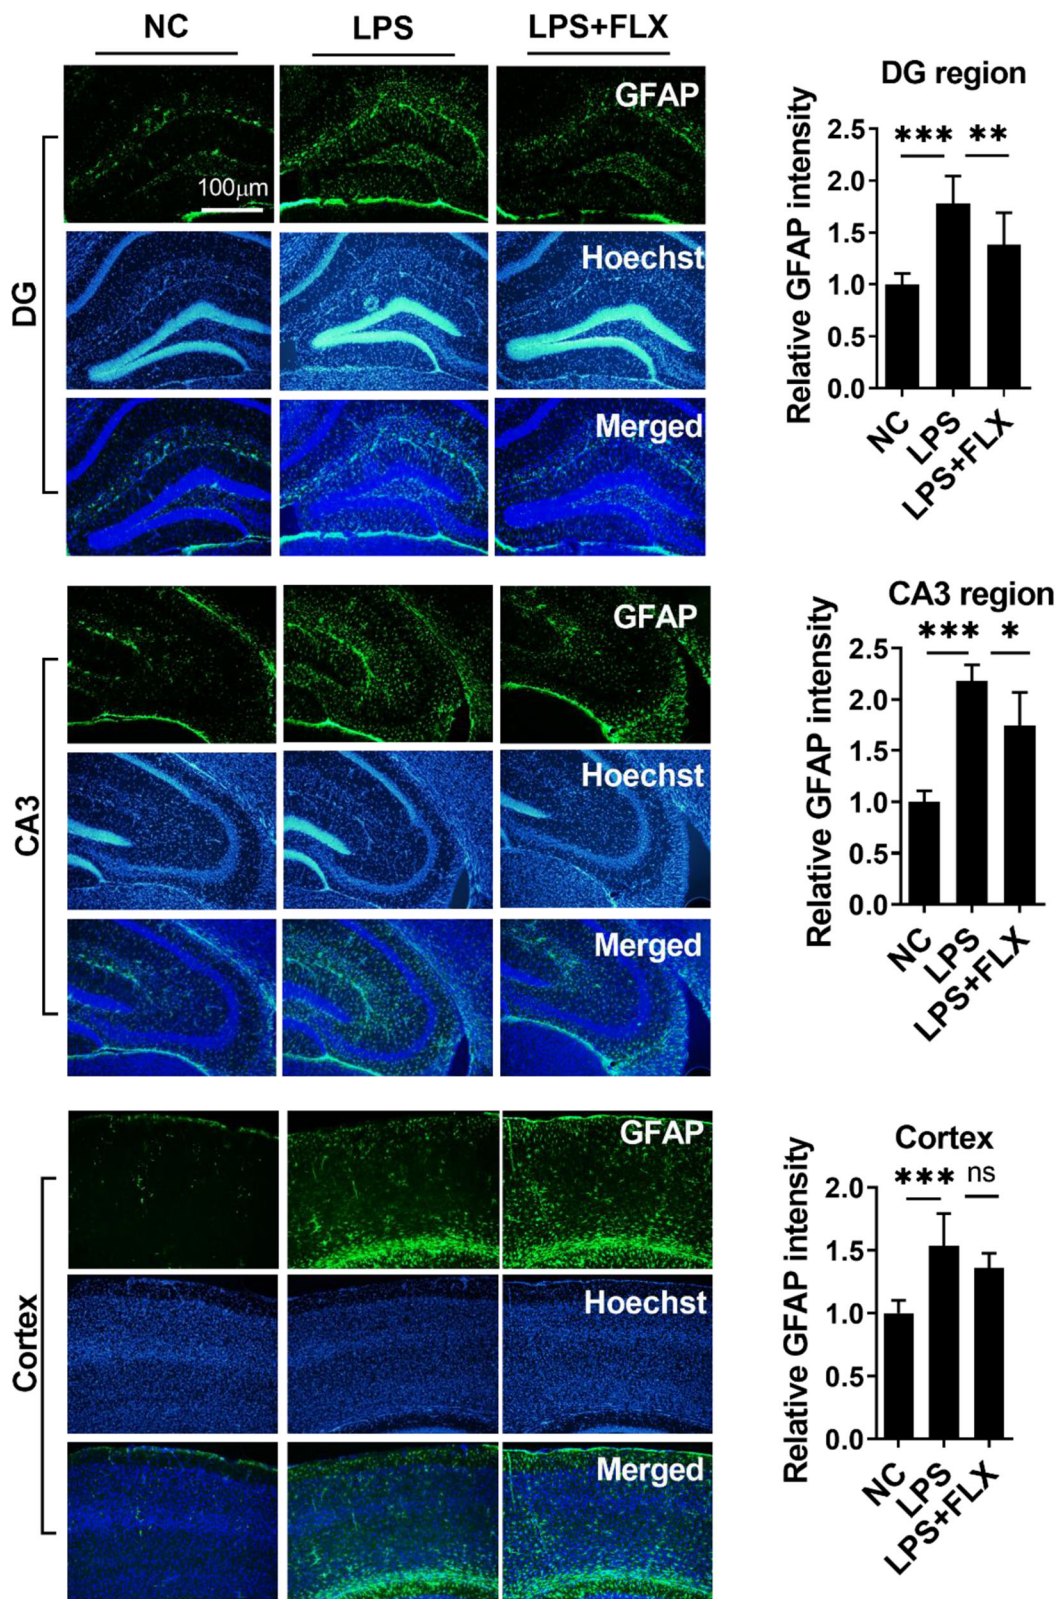 NC
LPS
LPS+FLX
DG
GFAP
100μm
Hoechst
Merged
DG region
Relative GFAP intensity
2.5
2.0
1.5
1.0
0.5
0.0
*** **
NC
LPS
LPS+FLX
CA3
GFAP
Hoechst
Merged
CA3 region
Relative GFAP intensity
2.5
2.0
1.5
1.0
0.5
0.0
*** *
NC
LPS
LPS+FLX
Cortex
GFAP
Hoechst
Merged
Cortex
Relative GFAP intensity
2.0
1.5
1.0
0.5
0.0
*** ns
NC
LPS
LPS+FLX